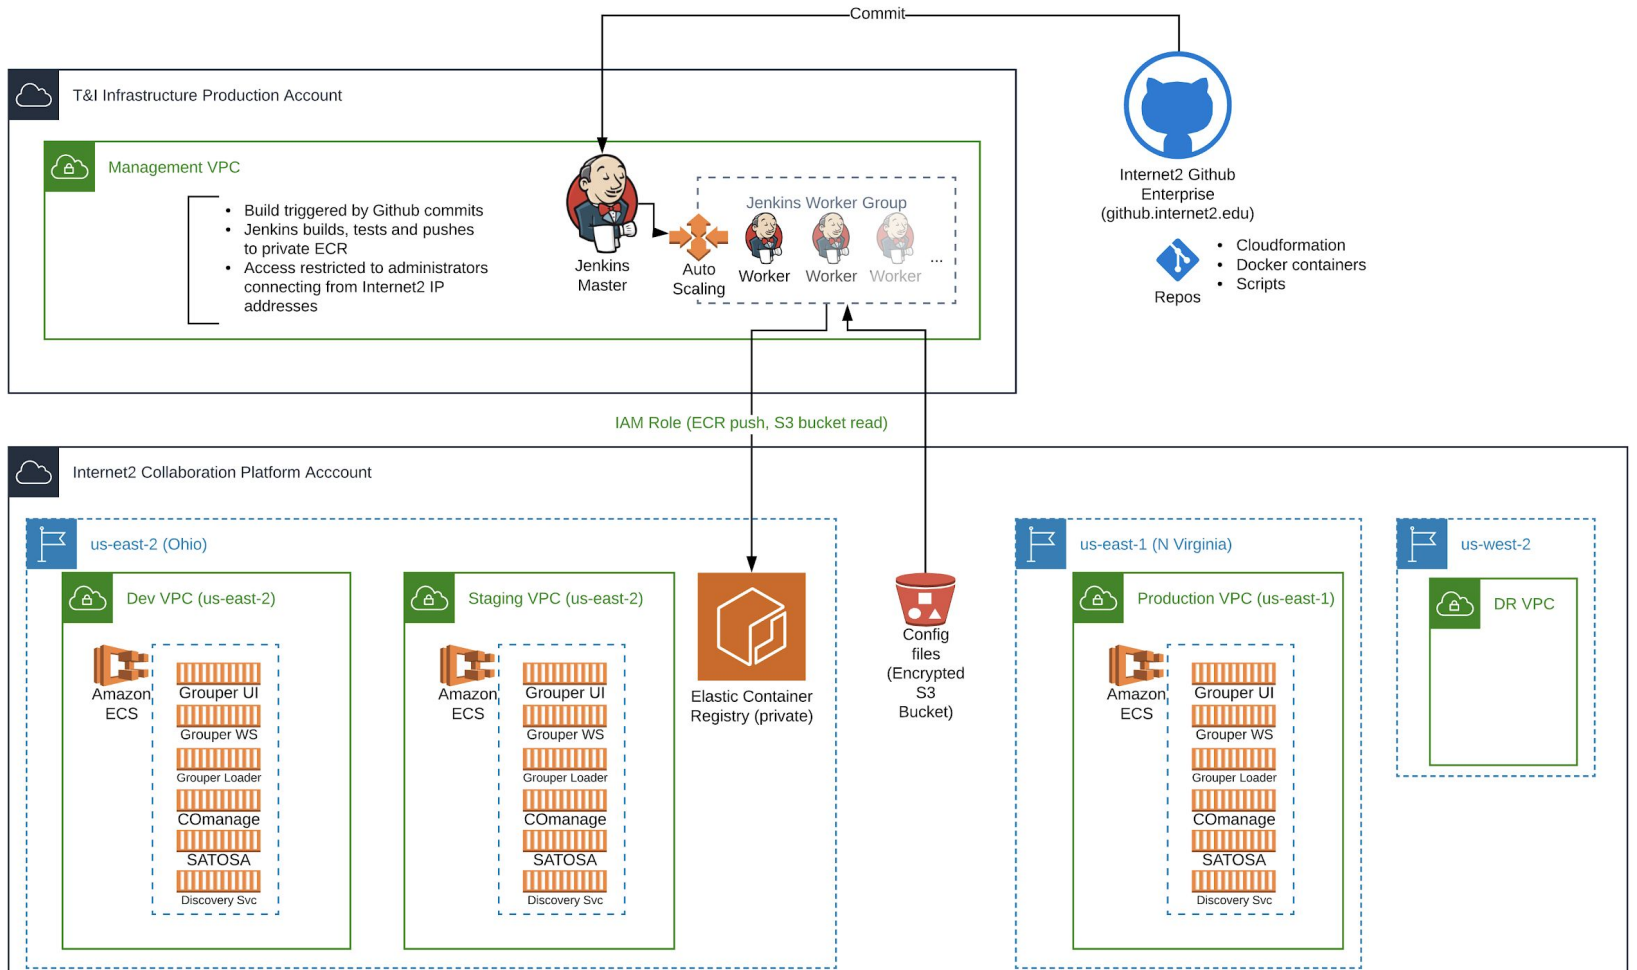 Commit
T&I Infrastructure Production Account
Management VPC
• Build triggered by Github commits
• Jenkins builds, tests and pushes
to private ECR
• Access restricted to administrators
connecting from Internet2 IP
addresses
Jenkins
Master
Auto
Scaling
Jenkins Worker Group
Worker
Worker
Worker
...
Internet2 Github
Enterprise
(github.internet2.edu)
Repos
• Cloudformation
• Docker containers
• Scripts
IAM Role (ECR push, S3 bucket read)
Internet2 Collaboration Platform Acccount
us-east-2 (Ohio)
Dev VPC (us-east-2)
Amazon
ECS
Grouper UI
Grouper WS
Grouper Loader
COmanage
SATOSA
Discovery Svc
Staging VPC (us-east-2)
Amazon
ECS
Grouper UI
Grouper WS
Grouper Loader
COmanage
SATOSA
Discovery Svc
Elastic Container
Registry (private)
Config
files
(Encrypted
S3
Bucket)
us-east-1 (N Virginia)
Production VPC (us-east-1)
Amazon
ECS
Grouper UI
Grouper WS
Grouper Loader
COmanage
SATOSA
Discovery Svc
us-west-2
DR VPC